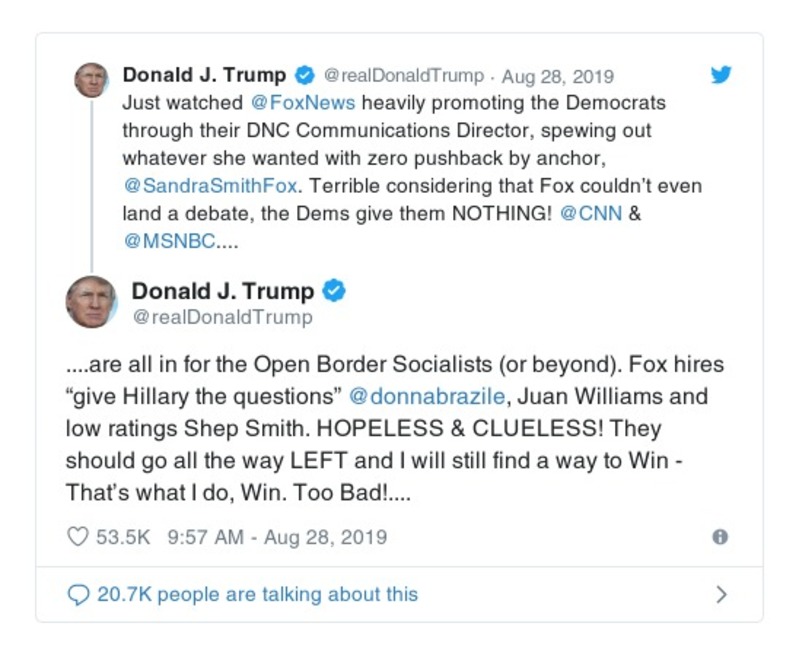 Donald J. Trump @realDonaldTrump · Aug 28, 2019
Just watched @FoxNews heavily promoting the Democrats
through their DNC Communications Director, spewing out
whatever she wanted with zero pushback by anchor,
@SandraSmithFox. Terrible considering that Fox couldn't even
land a debate, the Dems give them NOTHING! @CNN &
@MSNBC....
Donald J. Trump
@realDonaldTrump
....are all in for the Open Border Socialists (or beyond). Fox hires
“give Hillary the questions” @donnabrazile, Juan Williams and
low ratings Shep Smith. HOPELESS & CLUELESS! They
should go all the way LEFT and I will still find a way to Win -
That's what I do, Win. Too Bad!....
53.5K 9:57 AM - Aug 28, 2019
20.7K people are talking about this